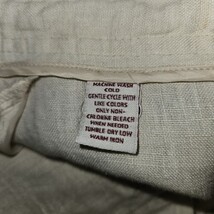 MACHINE WASH
COLD
GENTLE CYCLE WITH
LIKE COLORS
ONLY NON-
CHLORINE BLEACH
WHEN NEEDED
TUMBLE DRY LOW
WARM IRON